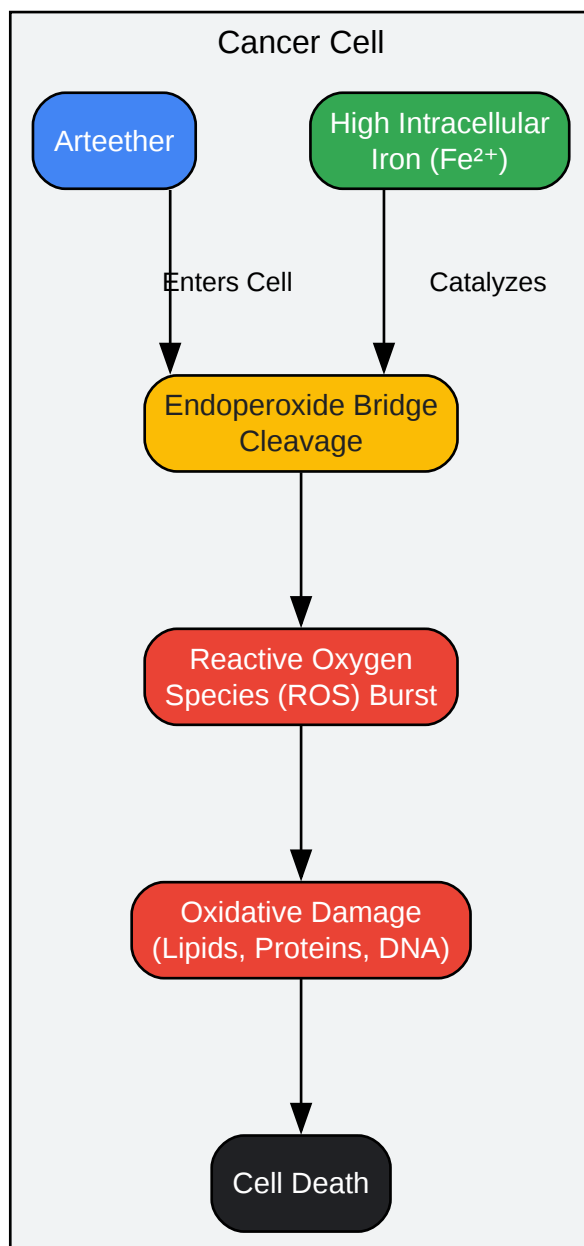 Cancer Cell
Arteether
High Intracellular
Iron (Fe²⁺)
Enters Cell
Catalyzes
Endoperoxide Bridge
Cleavage
Reactive Oxygen
Species (ROS) Burst
Oxidative Damage
(Lipids, Proteins, DNA)
Cell Death